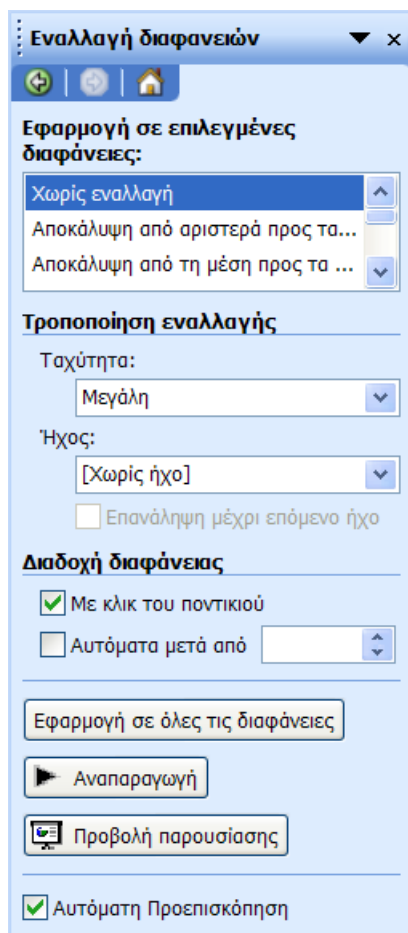 Εναλλαγή διαφανειών
Εφαρμογή σε επιλεγμένες
διαφάνειες:
Χωρίς εναλλαγή
Αποκάλυψη από αριστερά προς τα...
Αποκάλυψη από τη μέση προς τα ...
Τροποποίηση εναλλαγής
Ταχύτητα:
Μεγάλη
Ήχος:
[Χωρίς ήχο]
Επανάληψη μέχρι επόμενο ήχο
Διαδοχή διαφάνειας
Με κλικ του ποντικιού
Αυτόματα μετά από
Εφαρμογή σε όλες τις διαφάνειες
Αναπαραγωγή
Προβολή παρουσίασης
Αυτόματη Προεπισκόπηση